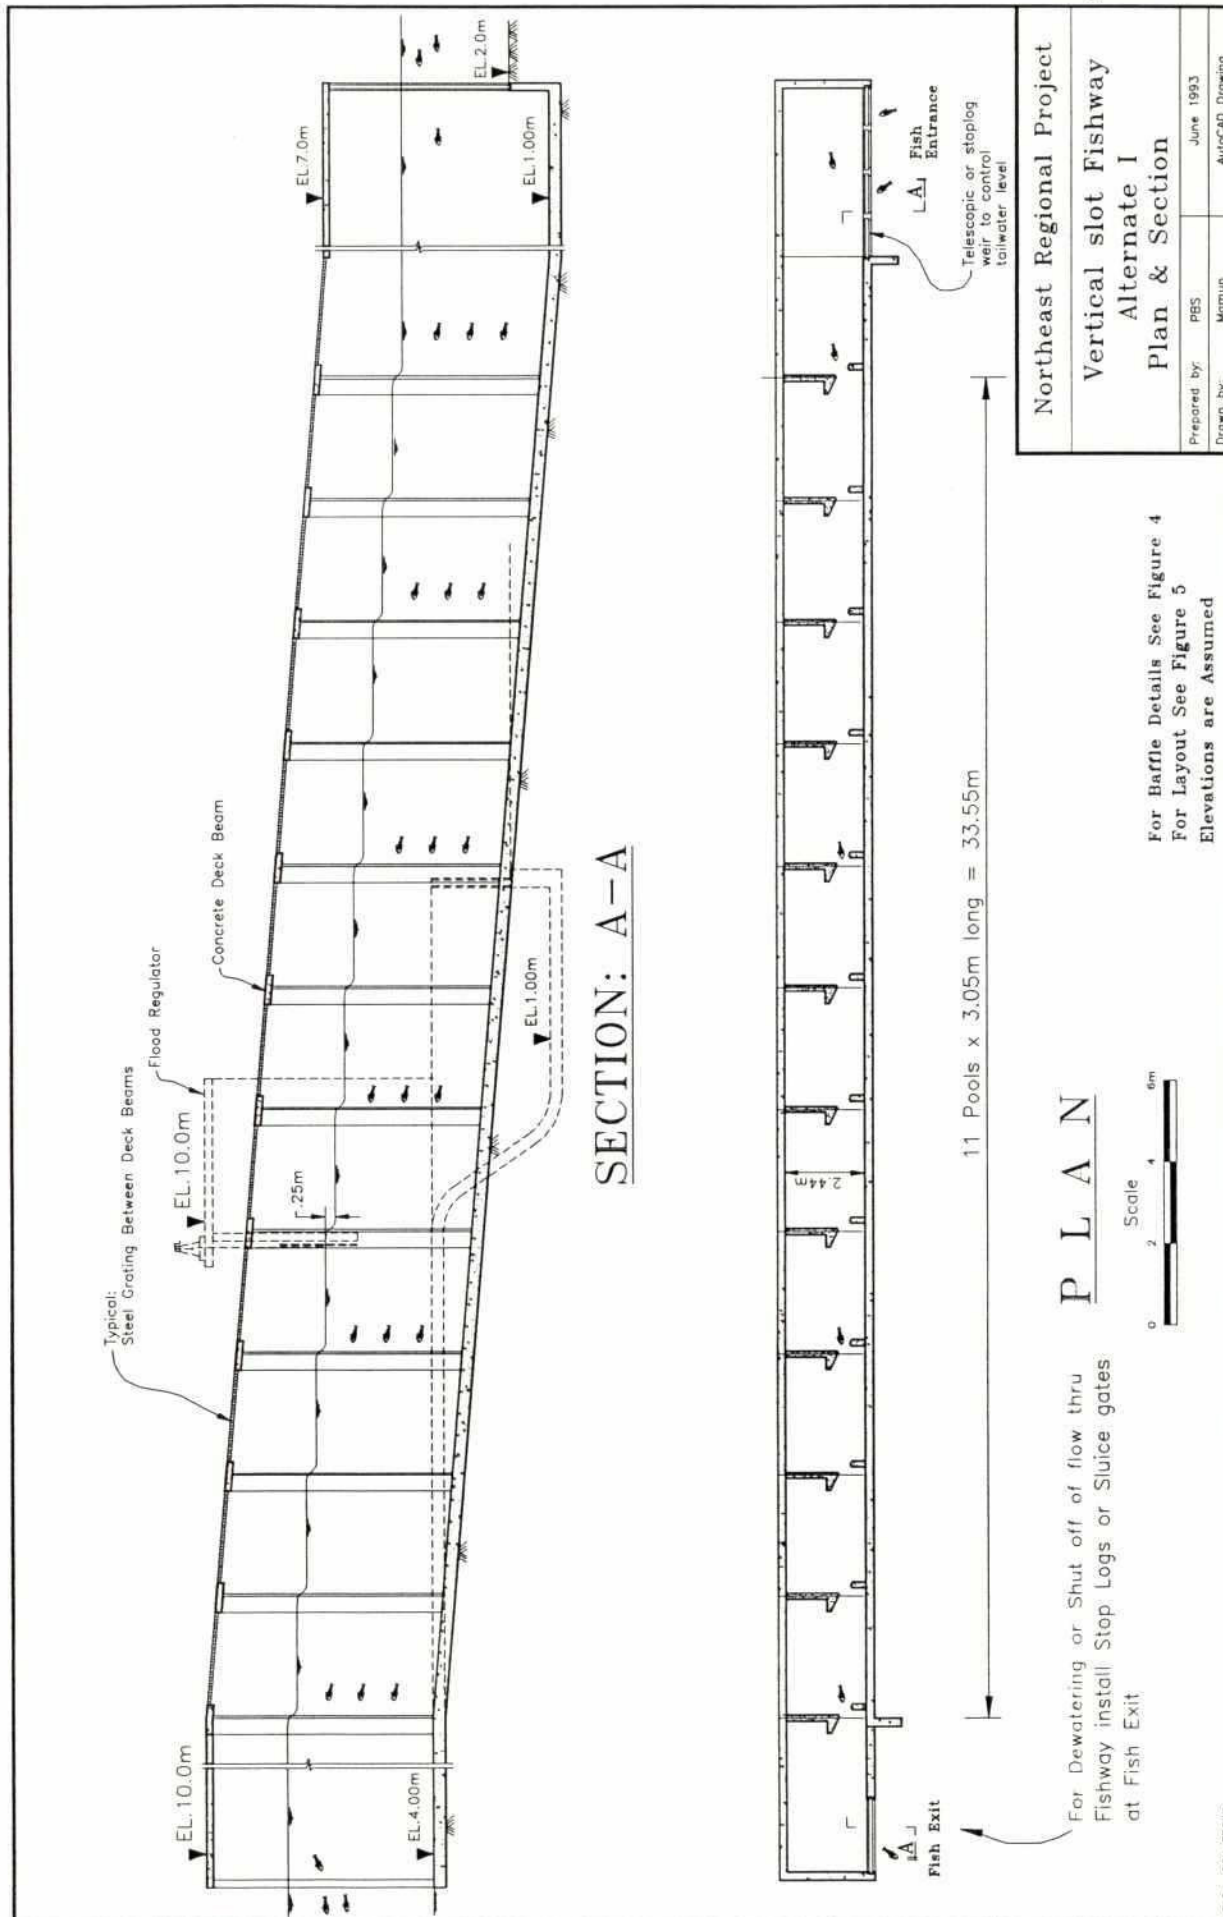 EL.10.0m
EL.4.00m
Typical:
Steel Grating Between Deck Beams
EL.10.0m
Flood Regulator
.25m
Concrete Deck Beam
EL.1.00m
EL.7.0m
EL.1.00m
EL.2.0m
SECTION: A-A
A
Fish Exit
2.44m
11 Pools x 3.05m long = 33.55m
A
Fish
Entrance
Telescopic or stoplog
weir to control
tailwater level
For Dewatering or Shut off of flow thru
Fishway install Stop Logs or Sluice gates
at Fish Exit
PLAN
0 2 4 6m
Scale
For Baffle Details See Figure 4
For Layout See Figure 5
Elevations are Assumed
Northeast Regional Project
Vertical slot Fishway
Alternate I
Plan & Section
Prepared by: PBS June 1993
Drawn by: Mamun AutoCAD Drawing